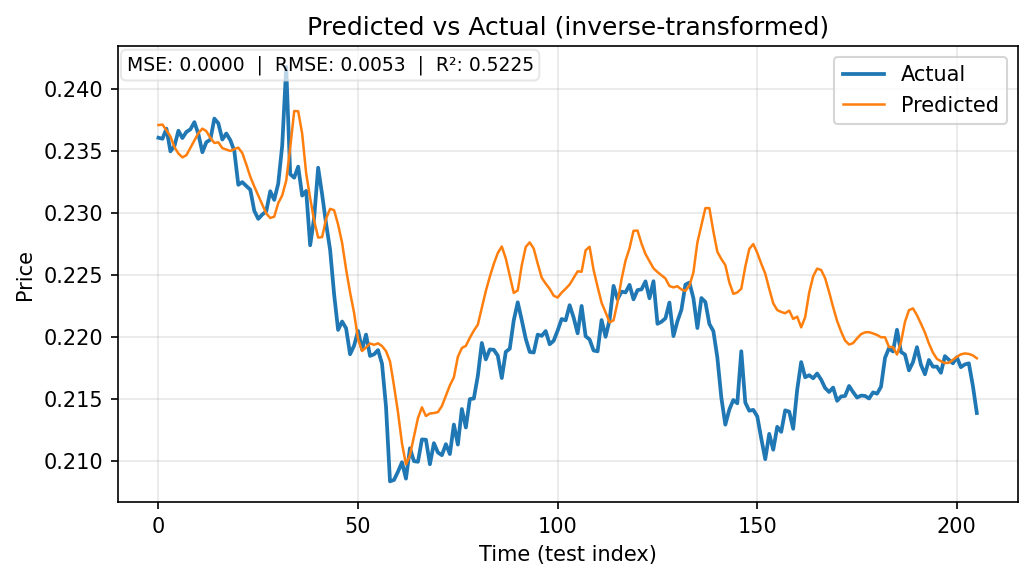 Predicted vs Actual (inverse-transformed)
MSE: 0.0000 | RMSE: 0.0053 | R²: 0.5225
Actual
Predicted
0.240
0.235
0.230
0.225
0.220
0.215
0.210
Price
0 50 100 150 200
Time (test index)